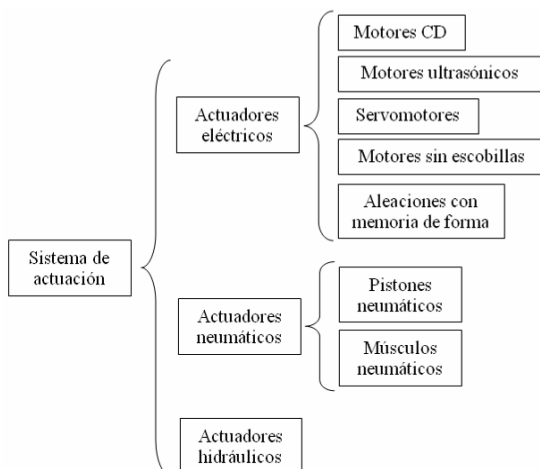 Motores CD
Motores ultrasónicos
Actuadores
eléctricos
Servomotores
Motores sin escobillas
Aleaciones con
memoria de forma
Sistema de
actuación
Actuadores
neumáticos
Pistones
neumáticos
Músculos
neumáticos
Actuadores
hidráulicos